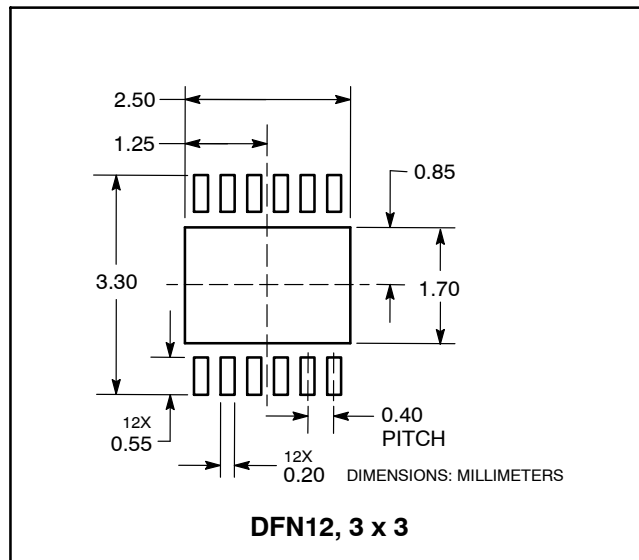 2.50
1.25
0.85
3.30
1.70
12X
0.55
0.40
PITCH
12X
0.20
DIMENSIONS: MILLIMETERS
DFN12, 3 x 3